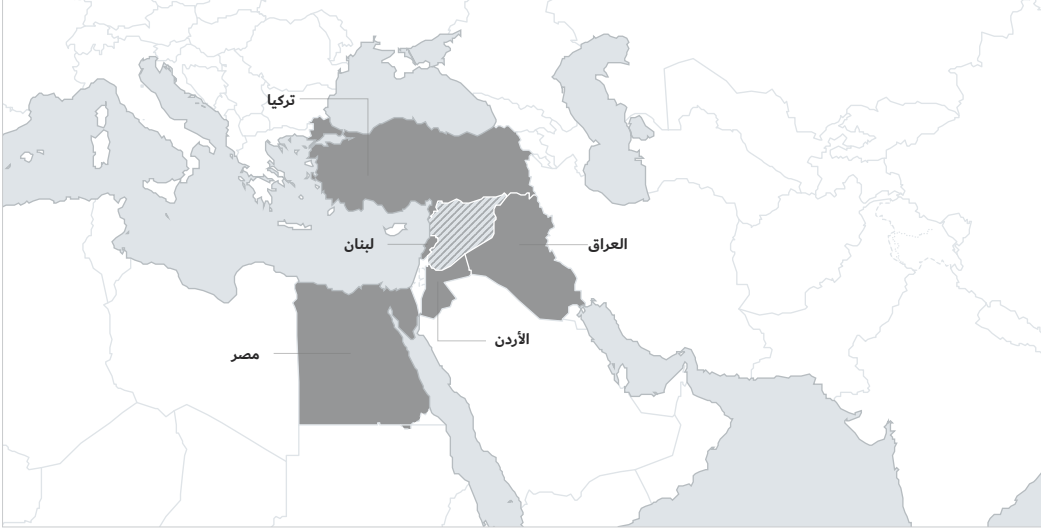 تركيا
لبنان
العراق
الأردن
مصر